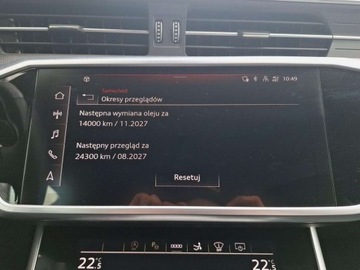 10:49
Samochód
Okresy przeglądów
Następna wymiana oleju za
14000 km / 11.2027
Następny przegląd za
24300 km / 08.2027
Resetuj
22.5
22.5